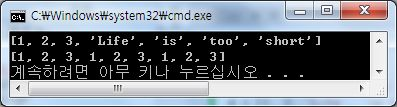 C:₩Windows₩system32₩cmd.exe
[1, 2, 3, 'Life', 'is', 'too', 'short']
[1, 2, 3, 1, 2, 3, 1, 2, 3]
계속하려면 아무 키나 누르십시오 . . .